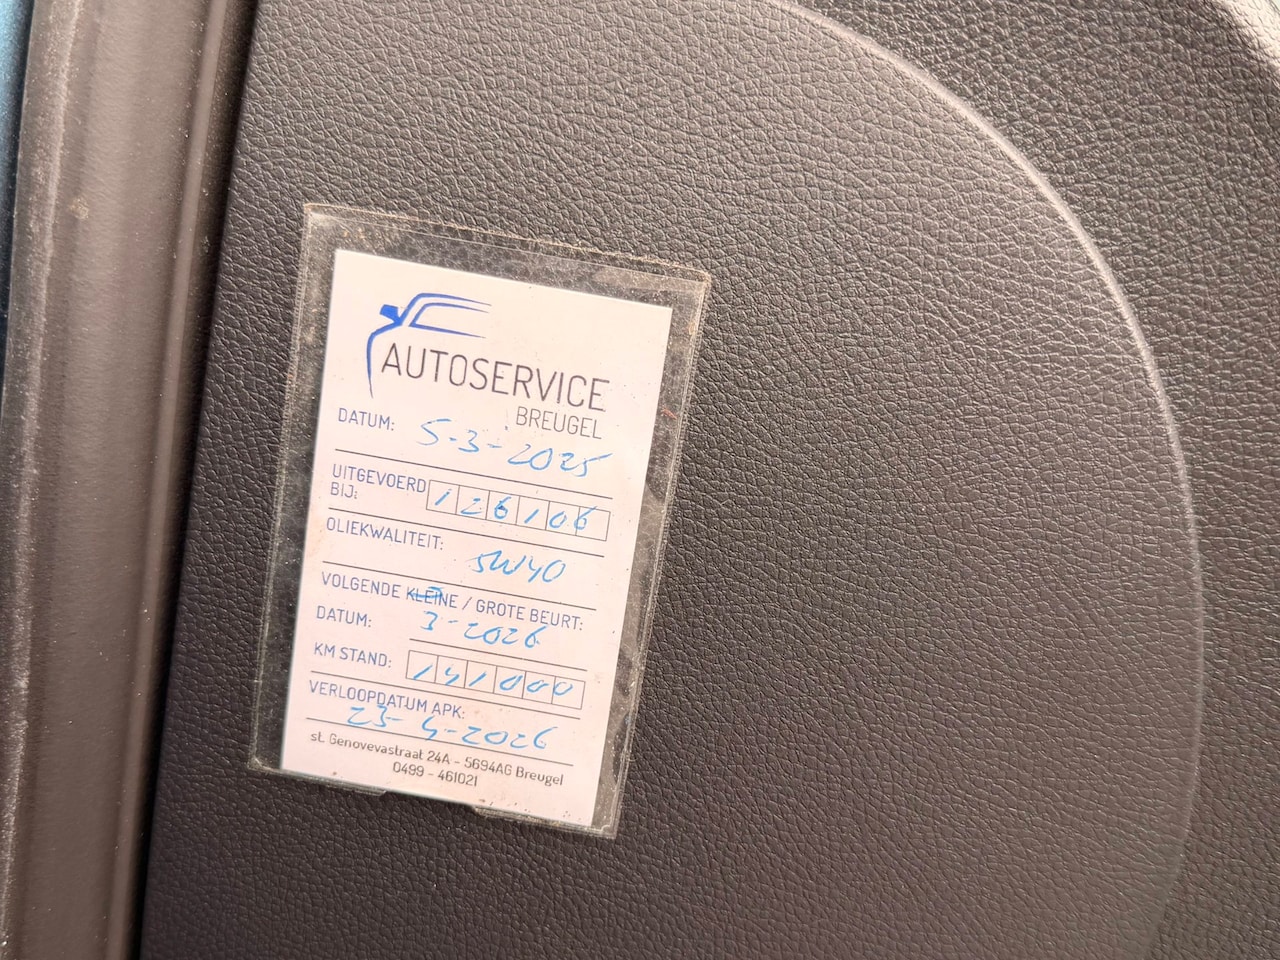 AUTOSERVICE
BREUGEL
DATUM: 5-3-2025
UITGEVOERD
BIJ: 126106
OLIEKWALITEIT: 5W40
VOLGENDE KLEINE / GROTE BEURT:
DATUM: 3-2026
KM STAND: 141000
VERLOOPDATUM APK:
23-4-2026
st. Genovevastraat 24A - 5694AG Breugel
0499 - 461021